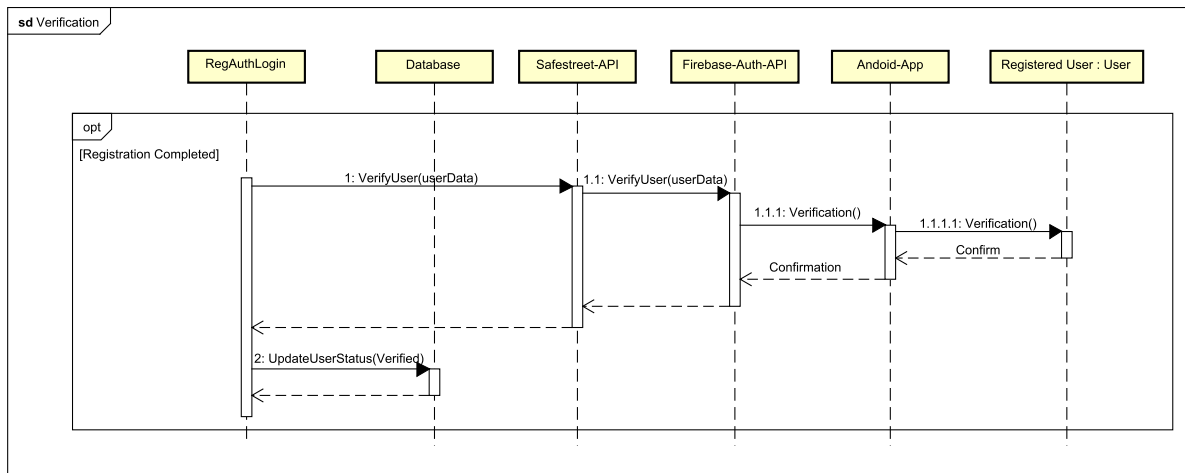 sd Verification
RegAuthLogin
Database
Safestreet-API
Firebase-Auth-API
Andoid-App
Registered User : User
opt
[Registration Completed]
1: VerifyUser(userData)
1.1: VerifyUser(userData)
1.1.1: Verification()
1.1.1.1: Verification()
Confirm
Confirmation
2: UpdateUserStatus(Verified)